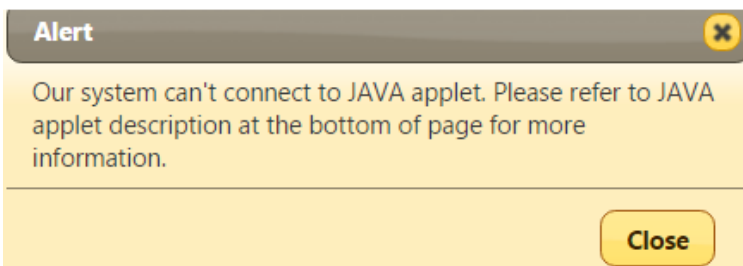 Alert
Our system can't connect to JAVA applet. Please refer to JAVA
applet description at the bottom of page for more
information.
Close